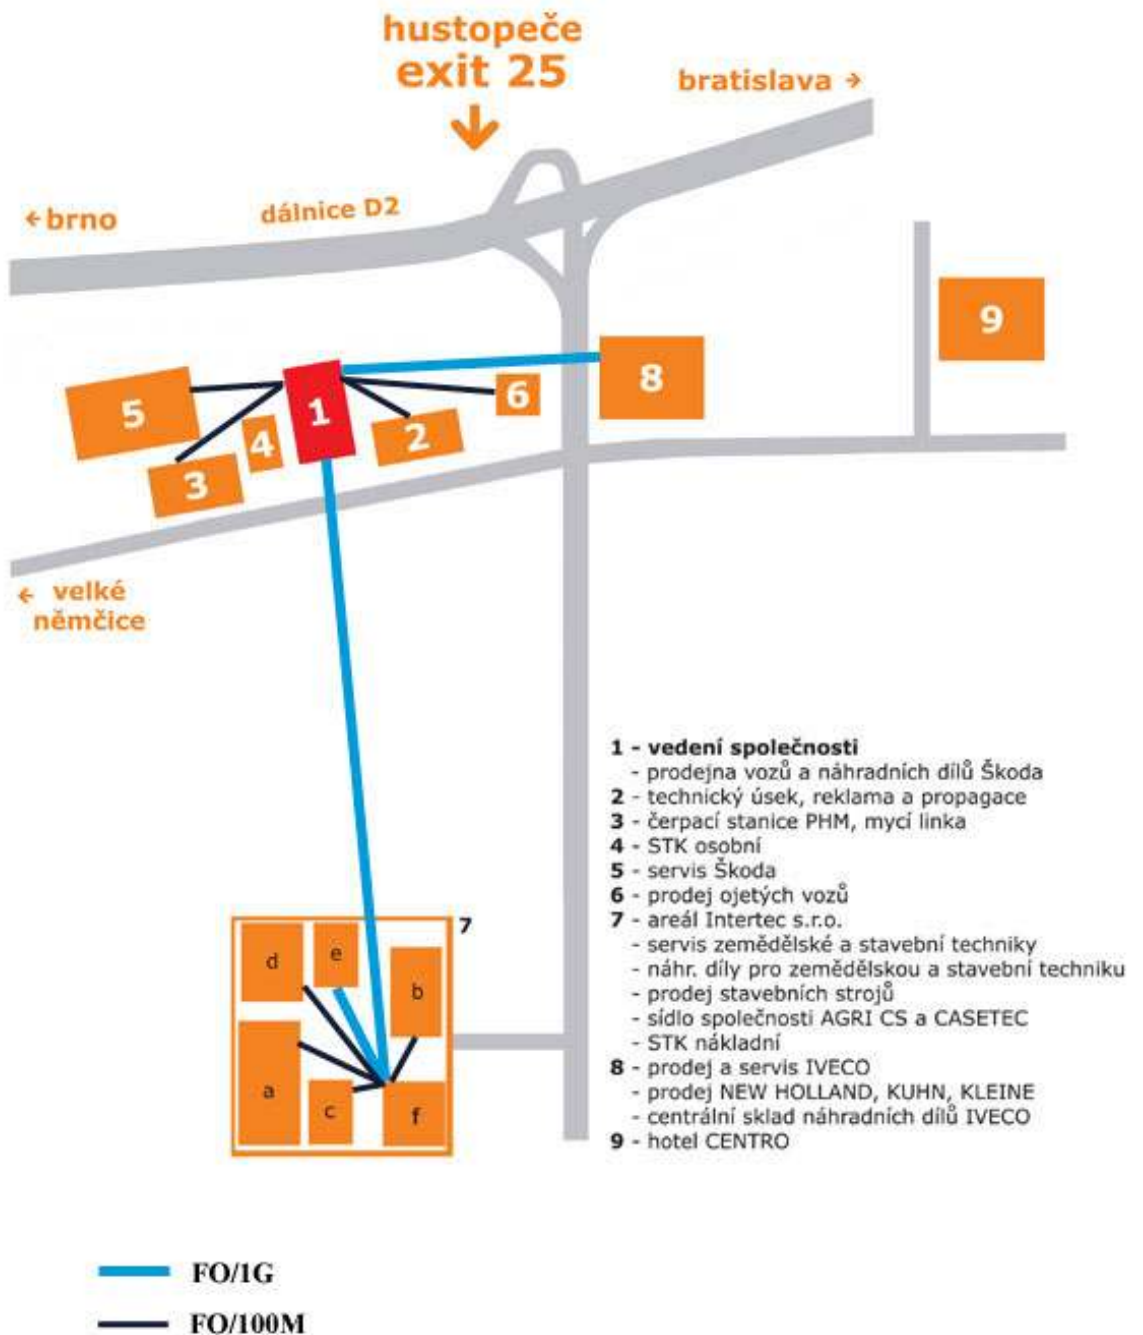 hustopeče
exit 25
bratislava →
← brno
dálnice D2
9
8
6
5
1
2
4
3
← velké
němčice
1 - vedení společnosti
- prodejna vozů a náhradních dílů Škoda
2 - technický úsek, reklama a propagace
3 - čerpací stanice PHM, mycí linka
4 - STK osobní
5 - servis Škoda
6 - prodej ojetých vozů
7 - areál Intertec s.r.o.
- servis zemědělské a stavební techniky
- náhr. díly pro zemědělskou a stavební techniku
- prodej stavebních strojů
- sídlo společnosti AGRI CS a CASETEC
- STK nákladní
8 - prodej a servis IVECO
- prodej NEW HOLLAND, KUHN, KLEINE
- centrální sklad náhradních dílů IVECO
9 - hotel CENTRO
7
d
e
b
a
c
f
FO/1G
FO/100M